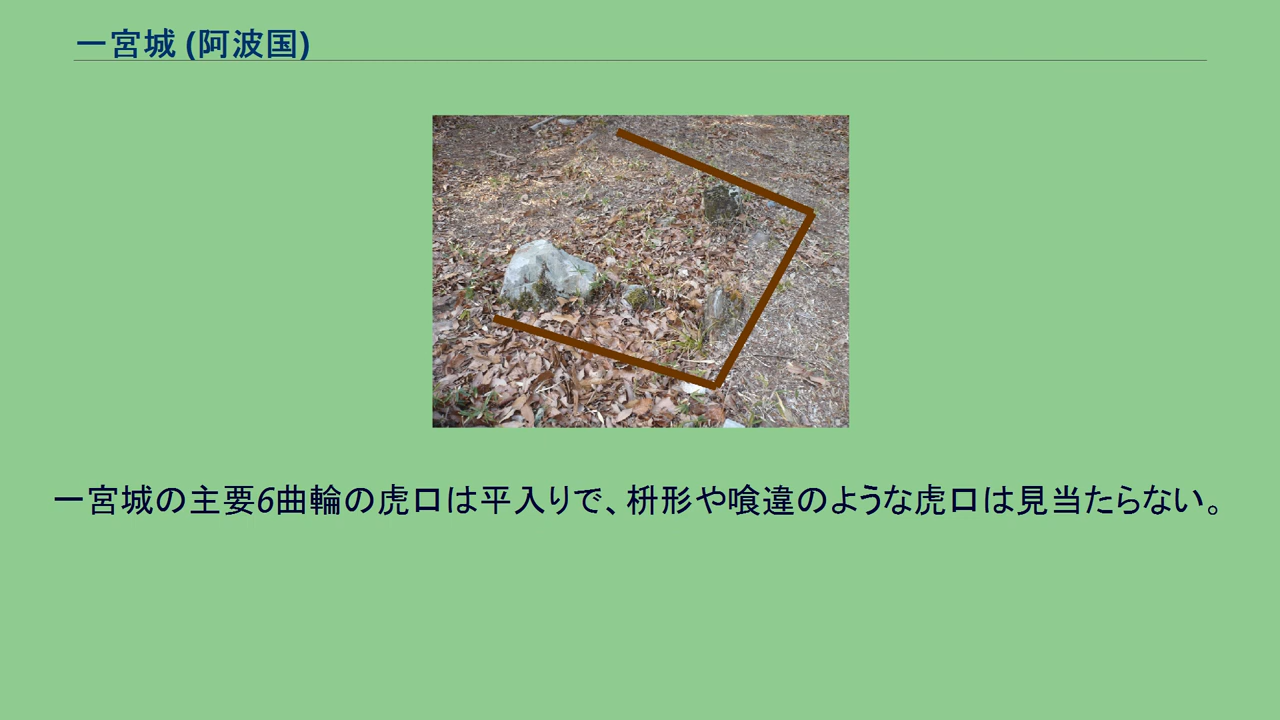 一宮城 (阿波国)
一宮城の主要6曲輪の虎口は平入りで、枡形や喰違のような虎口は見当たらない。